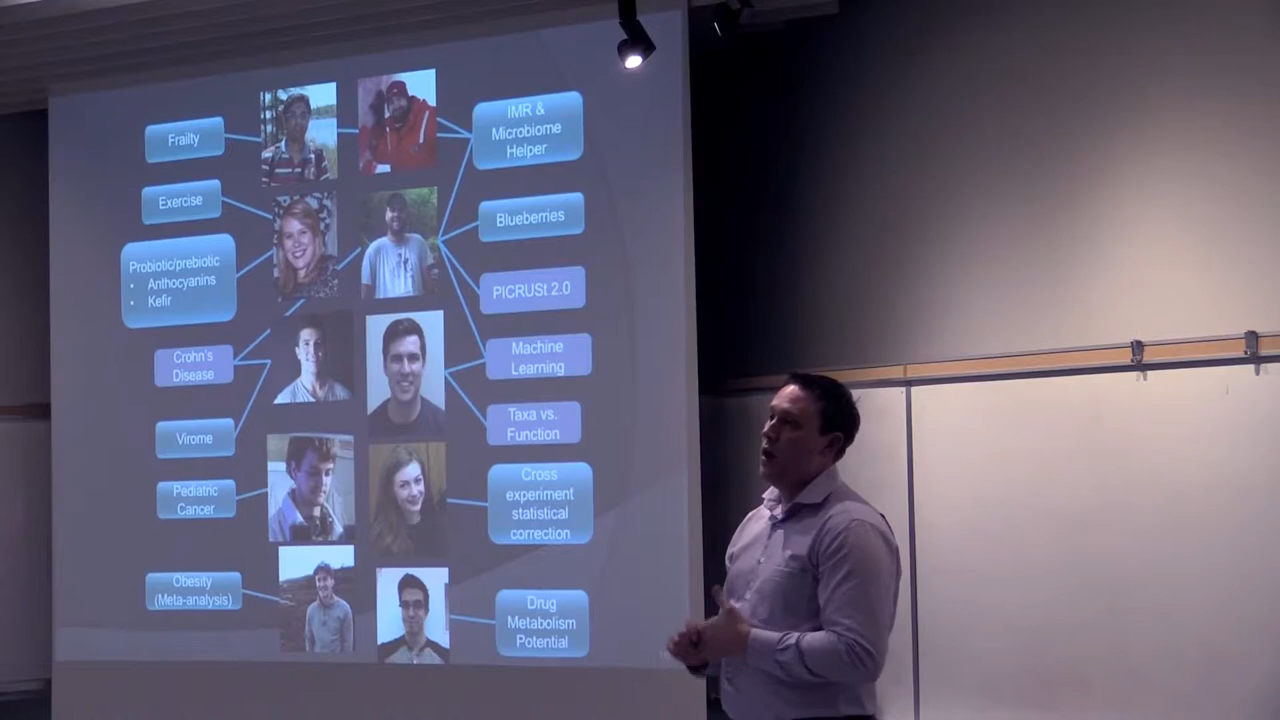 Frailty
Exercise
Probiotic/prebiotic
• Anthocyanins
• Kefir
Crohn's
Disease
Virome
Pediatric
Cancer
Obesity
(Meta-analysis)
IMR &
Microbiome
Helper
Blueberries
PICRUSt 2.0
Machine
Learning
Taxa vs.
Function
Cross
experiment
statistical
correction
Drug
Metabolism
Potential